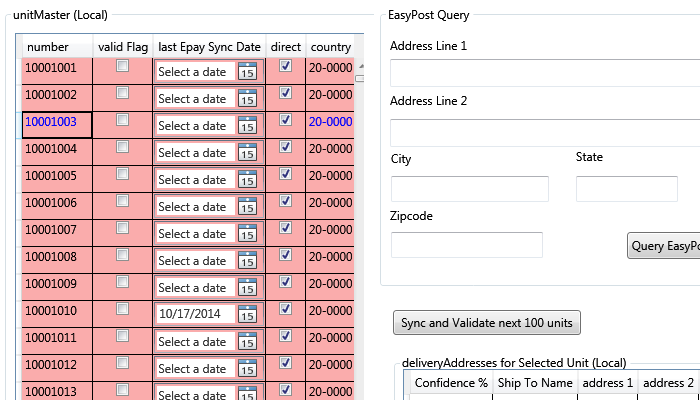 unitMaster (Local)
number valid Flag last Epay Sync Date direct country
10001001 Select a date 15 20-0000
10001002 Select a date 15 20-0000
10001003 Select a date 15 20-0000
10001004 Select a date 15 20-0000
10001005 Select a date 15 20-0000
10001006 Select a date 15 20-0000
10001007 Select a date 15 20-0000
10001008 Select a date 15 20-0000
10001009 Select a date 15 20-0000
10001010 10/17/2014 15 20-0000
10001011 Select a date 15 20-0000
10001012 Select a date 15 20-0000
10001013 Select a date 15 20-0000
EasyPost Query
Address Line 1
Address Line 2
City State
Zipcode
Query EasyPo
Sync and Validate next 100 units
deliveryAddresses for Selected Unit (Local)
Confidence % Ship To Name address 1 address 2